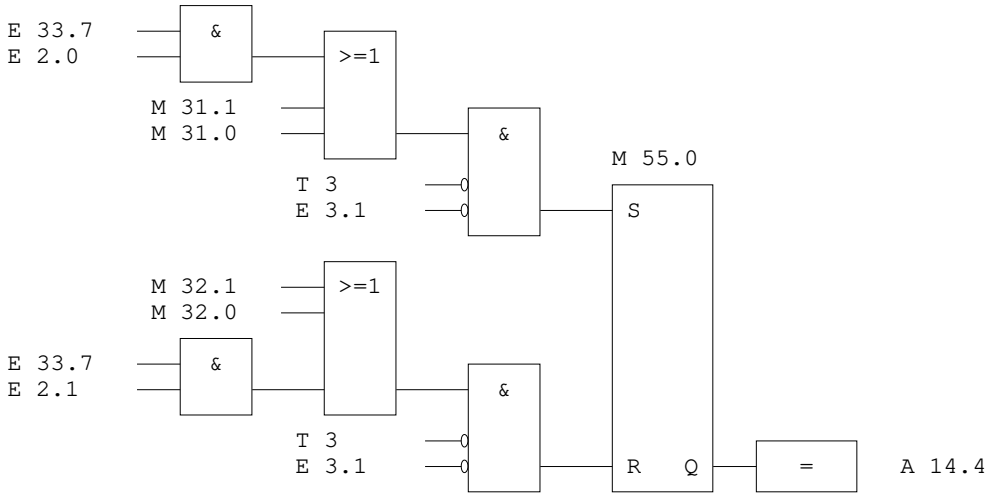 E 33.7
&
E 2.0
>=1
M 31.1
M 31.0
&
M 55.0
T 3
E 3.1
S
M 32.1
>=1
M 32.0
E 33.7
&
E 2.1
&
T 3
E 3.1
R Q
=
A 14.4